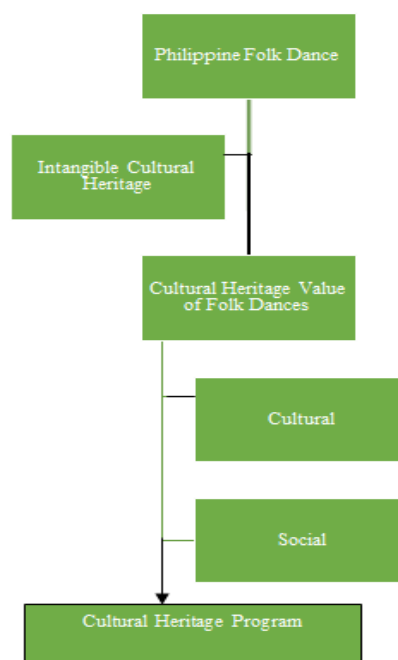 Philippine Folk Dance
Intangible Cultural
Heritage
Cultural Heritage Value
of Folk Dances
Cultural
Social
Cultural Heritage Program